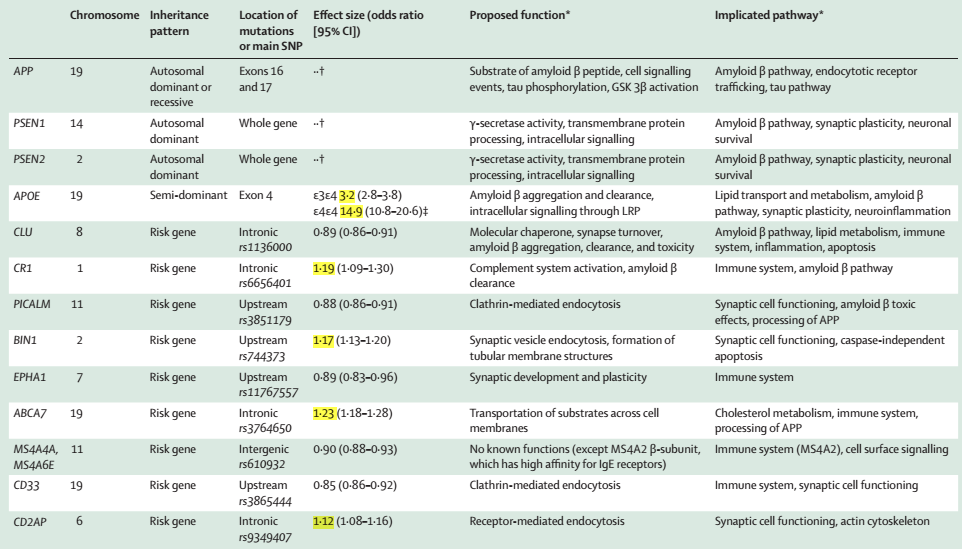 Chromosome Inheritance pattern Location of mutations or main SNP Effect size (odds ratio [95% CI]) Proposed function* Implicated pathway*
APP 19 Autosomal dominant or recessive Exons 16 and 17 ··† Substrate of amyloid β peptide, cell signalling events, tau phosphorylation, GSK 3β activation Amyloid β pathway, endocytotic receptor trafficking, tau pathway
PSEN1 14 Autosomal dominant Whole gene ··† γ-secretase activity, transmembrane protein processing, intracellular signalling Amyloid β pathway, synaptic plasticity, neuronal survival
PSEN2 2 Autosomal dominant Whole gene ··† γ-secretase activity, transmembrane protein processing, intracellular signalling Amyloid β pathway, synaptic plasticity, neuronal survival
APOE 19 Semi-dominant Exon 4 ε3ε4 3·2 (2·8–3·8) ε4ε4 14·9 (10·8–20·6)‡ Amyloid β aggregation and clearance, intracellular signalling through LRP Lipid transport and metabolism, amyloid β pathway, synaptic plasticity, neuroinflammation
CLU 8 Risk gene Intronic rs1136000 0·89 (0·86–0·91) Molecular chaperone, synapse turnover, amyloid β aggregation, clearance, and toxicity Amyloid β pathway, lipid metabolism, immune system, inflammation, apoptosis
CR1 1 Risk gene Intronic rs6656401 1·19 (1·09–1·30) Complement system activation, amyloid β clearance Immune system, amyloid β pathway
PICALM 11 Risk gene Upstream rs3851179 0·88 (0·86–0·91) Clathrin-mediated endocytosis Synaptic cell functioning, amyloid β toxic effects, processing of APP
BIN1 2 Risk gene Upstream rs744373 1·17 (1·13–1·20) Synaptic vesicle endocytosis, formation of tubular membrane structures Synaptic cell functioning, caspase-independent apoptosis
EPHA1 7 Risk gene Upstream rs11767557 0·89 (0·83–0·96) Synaptic development and plasticity Immune system
ABCA7 19 Risk gene Intronic rs3764650 1·23 (1·18–1·28) Transportation of substrates across cell membranes Cholesterol metabolism, immune system, processing of APP
MS4A4A, MS4A6E 11 Risk gene Intergenic rs610932 0·90 (0·88–0·93) No known functions (except MS4A2 β-subunit, which has high affinity for IgE receptors) Immune system (MS4A2), cell surface signalling
CD33 19 Risk gene Upstream rs3865444 0·85 (0·86–0·92) Clathrin-mediated endocytosis Immune system, synaptic cell functioning
CD2AP 6 Risk gene Intronic rs9349407 1·12 (1·08–1·16) Receptor-mediated endocytosis Synaptic cell functioning, actin cytoskeleton